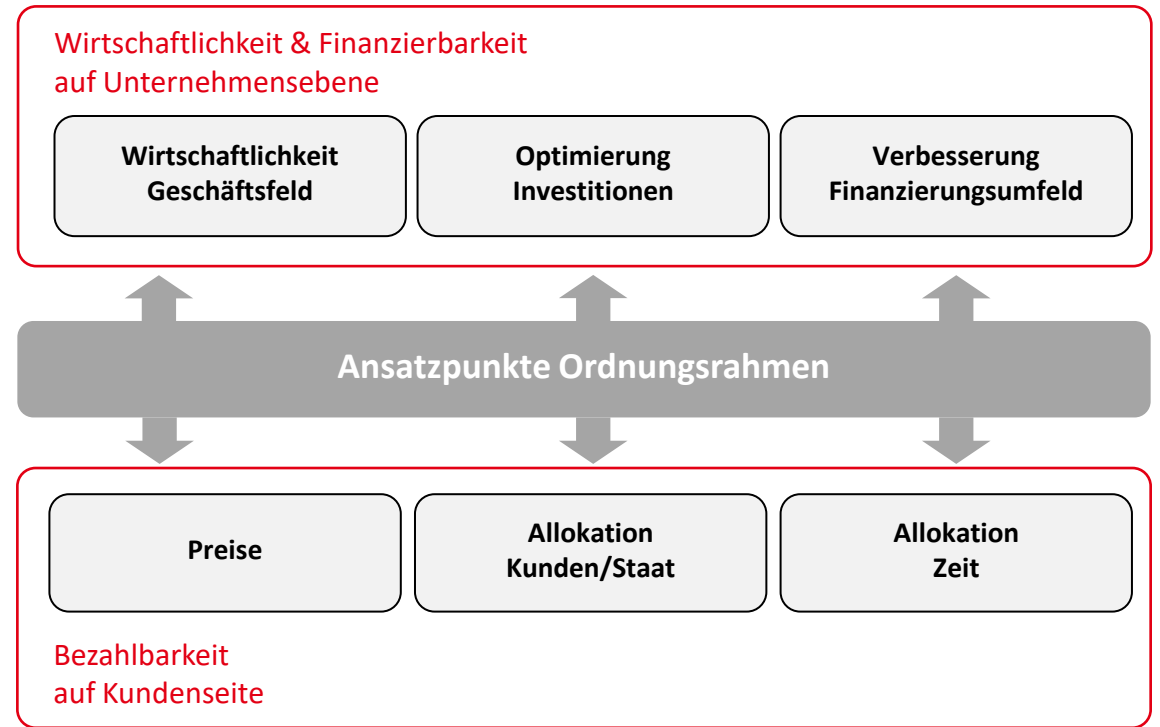 Wirtschaftlichkeit & Finanzierbarkeit
auf Unternehmensebene
Wirtschaftlichkeit
Geschäftsfeld
Optimierung
Investitionen
Verbesserung
Finanzierungsumfeld
Ansatzpunkte Ordnungsrahmen
Preise
Allokation
Kunden/Staat
Allokation
Zeit
Bezahlbarkeit
auf Kundenseite